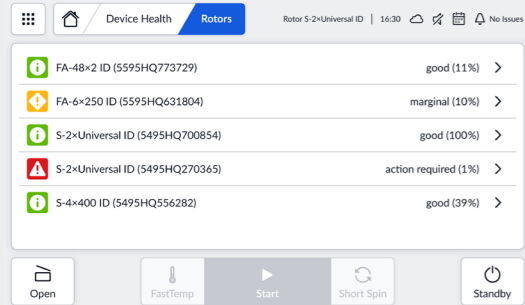 Device Health
Rotors
Rotor S-2×Universal ID | 16:30 No Issues
FA-48×2 ID (5595HQ773729) good (11%)
FA-6×250 ID (5595HQ631804) marginal (10%)
S-2×Universal ID (5495HQ700854) good (100%)
S-2×Universal ID (5495HQ270365) action required (1%)
S-4×400 ID (5495HQ556282) good (39%)
Open
FastTemp
Start
Short Spin
Standby